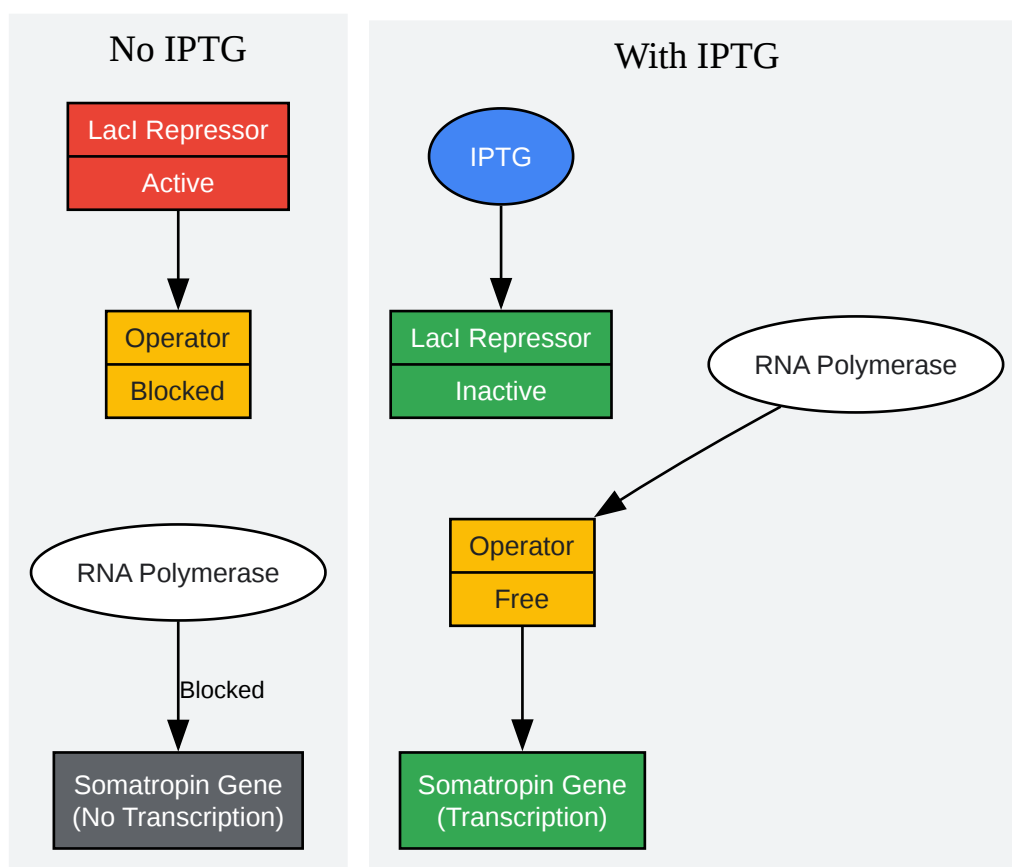 No IPTG
LacI Repressor
Active
Operator
Blocked
RNA Polymerase
Blocked
Somatropin Gene
(No Transcription)
With IPTG
IPTG
LacI Repressor
Inactive
RNA Polymerase
Operator
Free
Somatropin Gene
(Transcription)